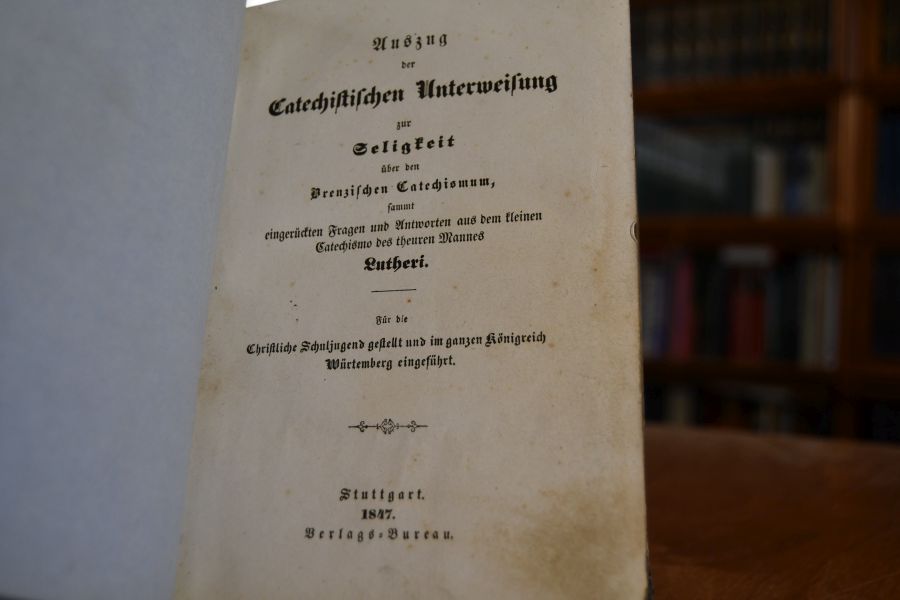 Auszug
der
Catechistischen Unterweisung
zur
Seligkeit
über den
Brenzischen Catechismum,
sammt
eingerückten Fragen und Antworten aus dem kleinen
Catechismo des theuren Mannes
Lutheri.
Für die
Christliche Schuljugend gestellt und im ganzen Königreich
Würtemberg eingeführt.
Stuttgart.
1847.
Verlags-Bureau.